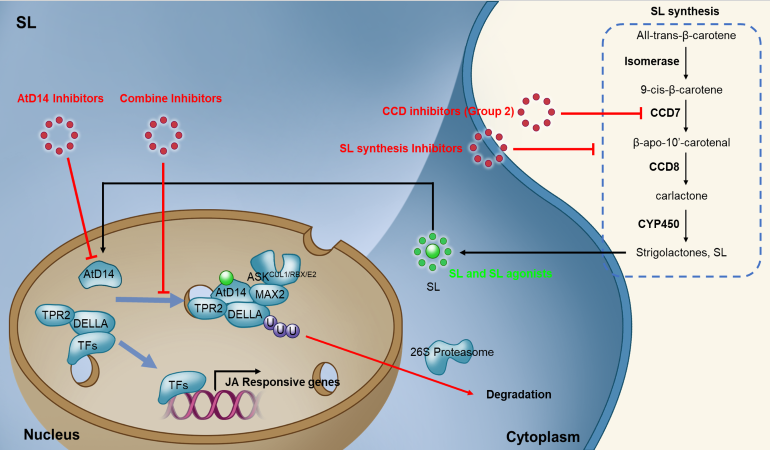 SL
SL synthesis
All-trans-β-carotene
Isomerase
9-cis-β-carotene
AtD14 Inhibitors
Combine Inhibitors
CCD inhibitors (Group 2)
CCD7
SL synthesis Inhibitors
β-apo-10'-carotenal
CCD8
carlactone
CYP450
Strigolactones, SL
SL and SL agonists
SL
AtD14
ASK CUL1/RBX/E2
AtD14
MAX2
TPR2
DELLA
UUU
TPR2
DELLA
TFs
26S Proteasome
TFs
JA Responsive genes
Degradation
Nucleus
Cytoplasm